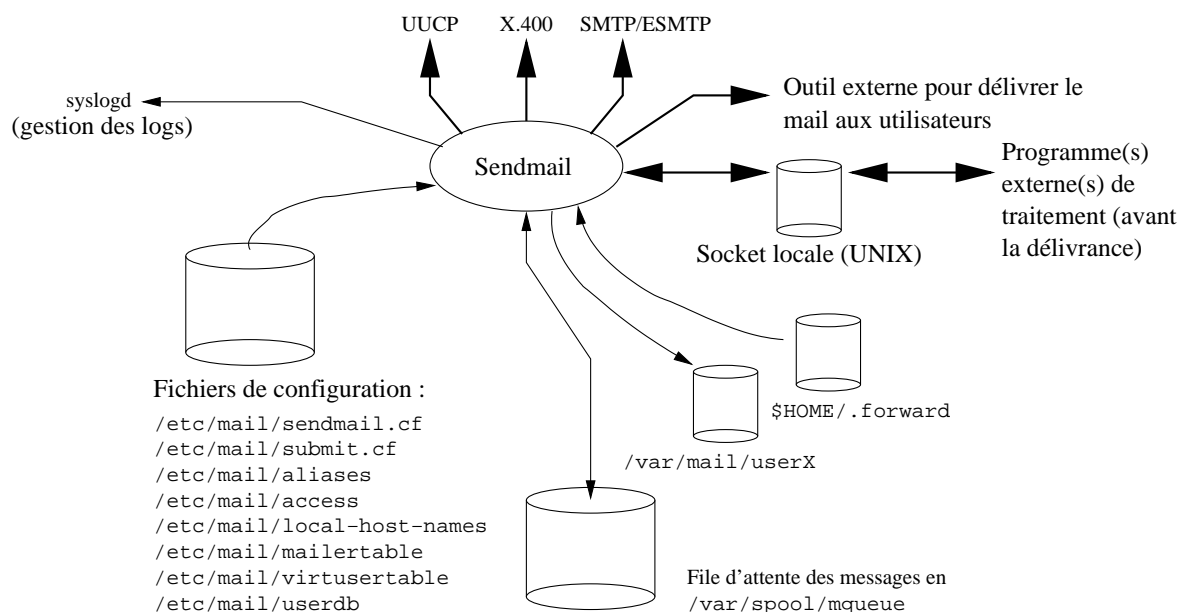 UUCP X.400 SMTP/ESMTP
syslogd
(gestion des logs)
Outil externe pour délivrer le
mail aux utilisateurs
Sendmail
Programme(s)
externe(s) de
traitement (avant
la délivrance)
Socket locale (UNIX)
Fichiers de configuration :
/etc/mail/sendmail.cf
/etc/mail/submit.cf
/etc/mail/aliases
/etc/mail/access
/etc/mail/local-host-names
/etc/mail/mailertable
/etc/mail/virtusertable
/etc/mail/userdb
$HOME/.forward
/var/mail/userX
File d'attente des messages en
/var/spool/mqueue